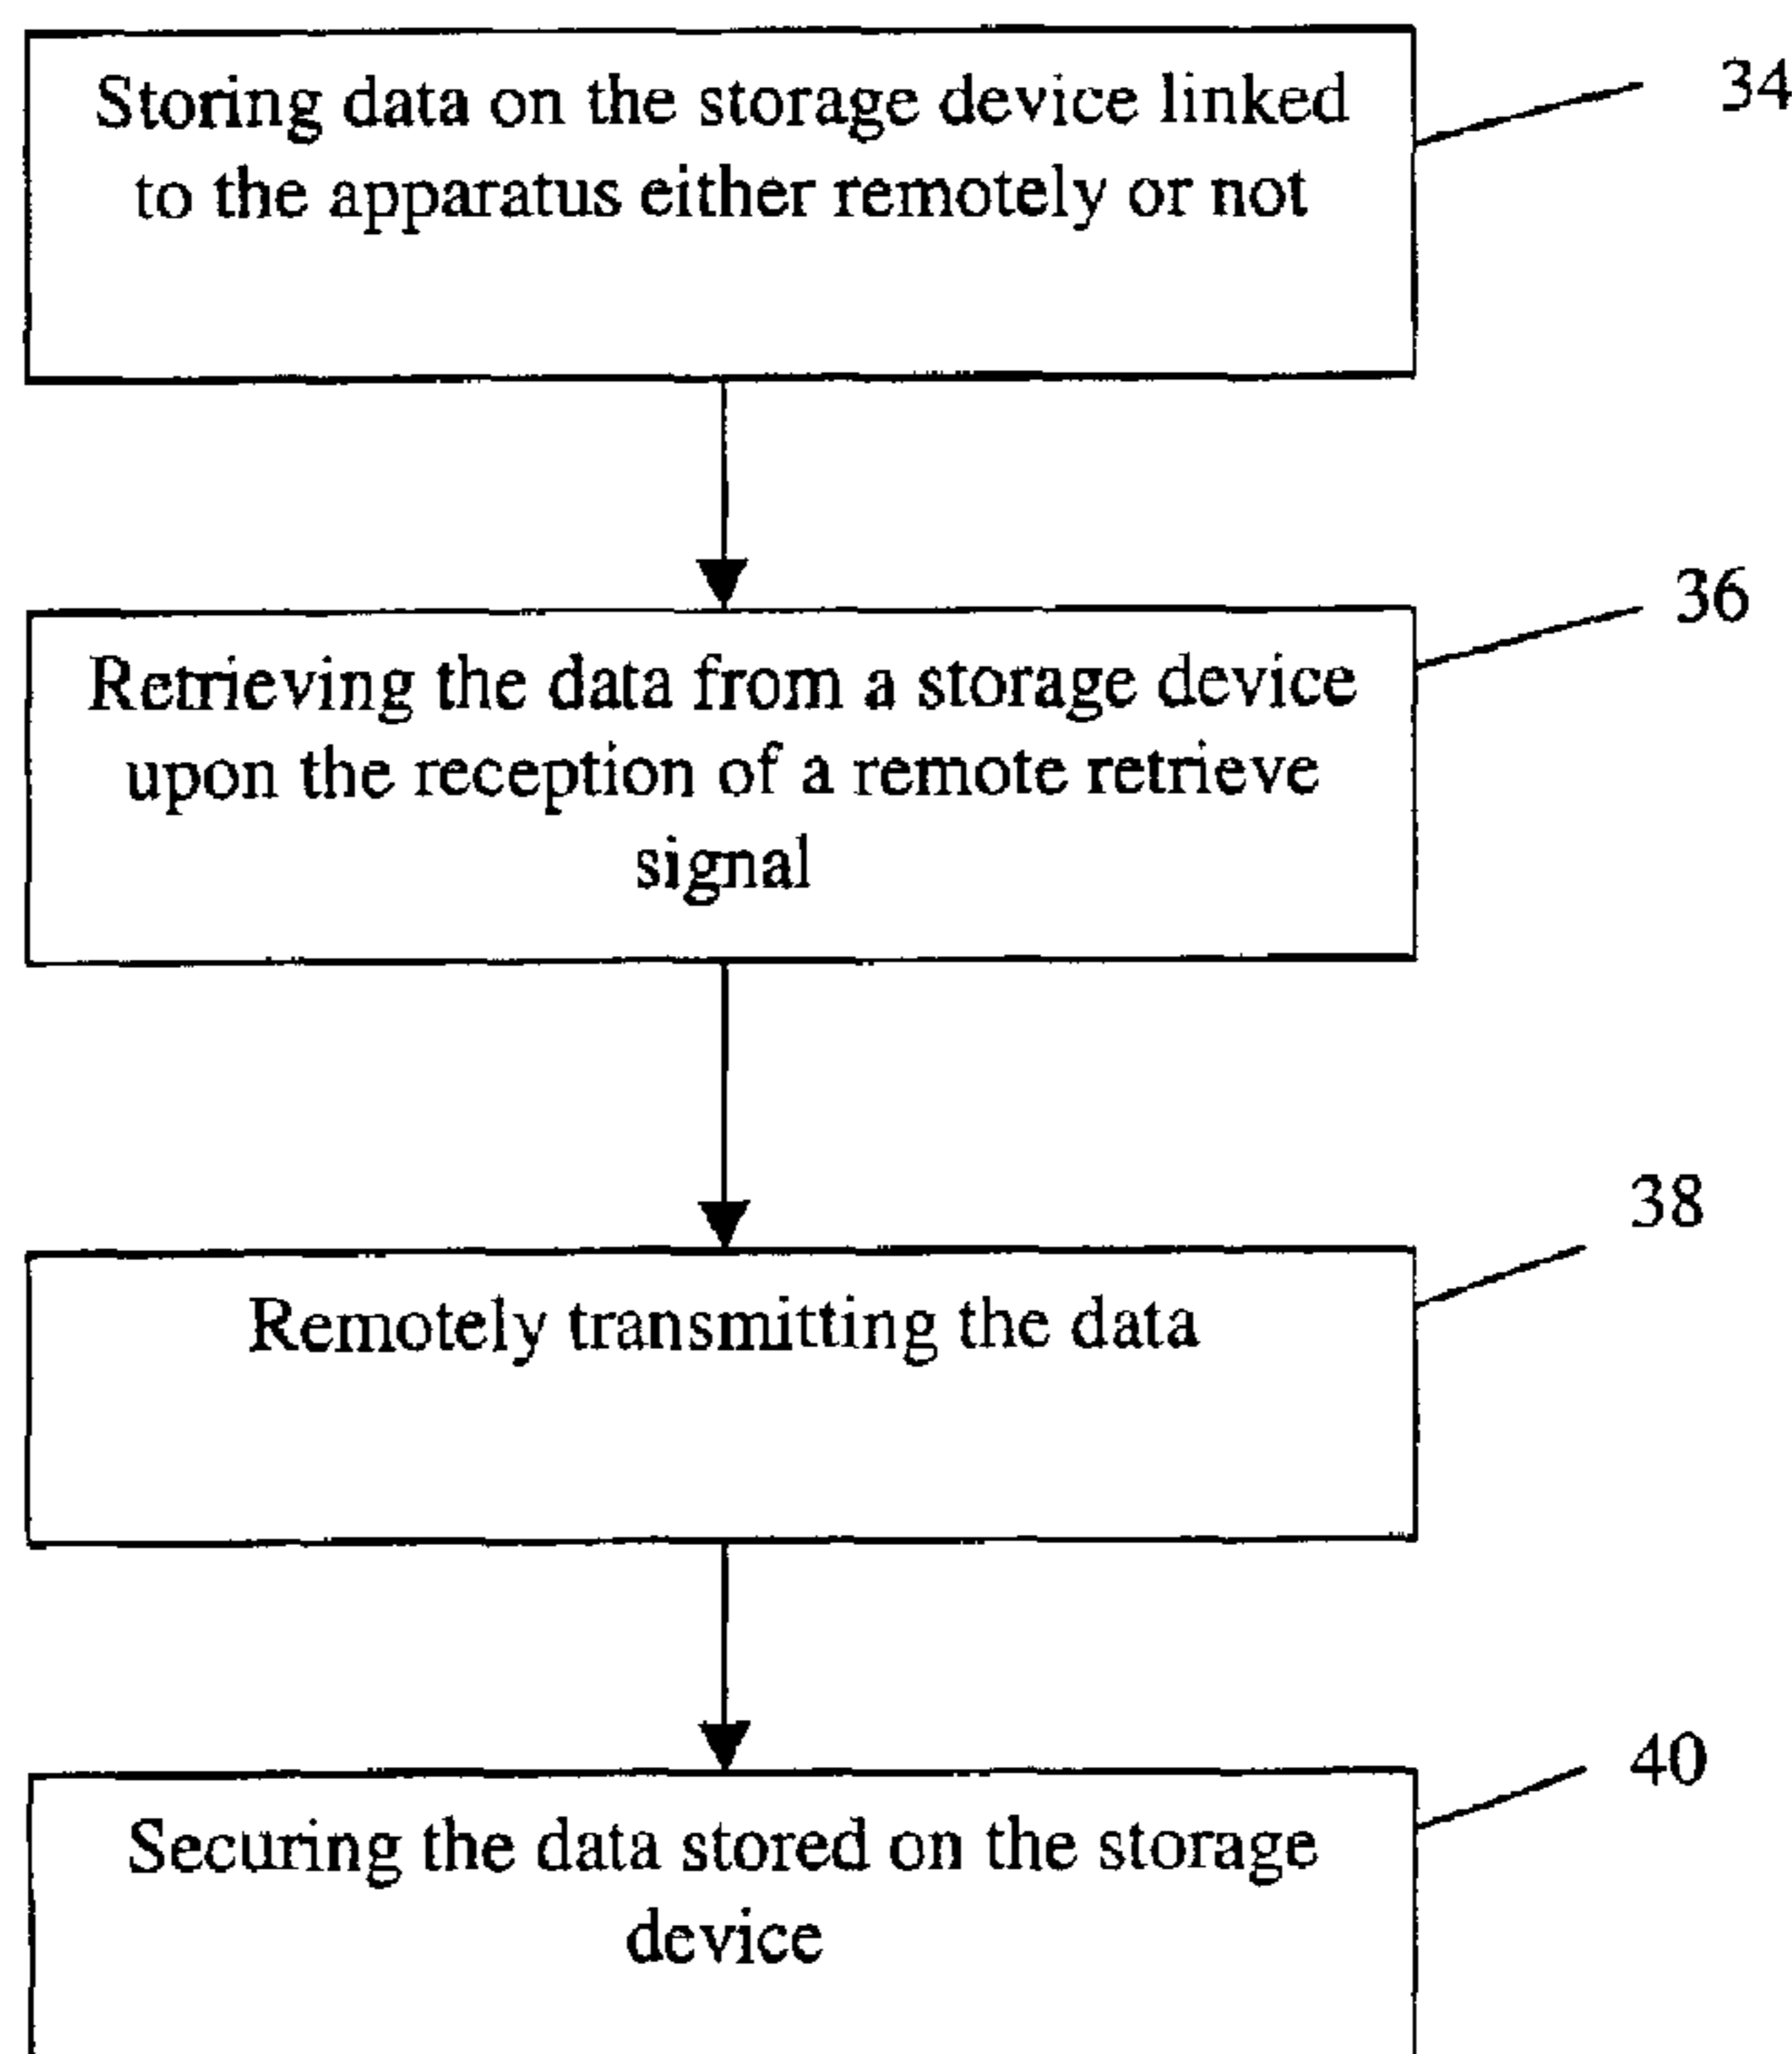 Storing data on the storage device linked
to the apparatus either remotely or not
34
Retrieving the data from a storage device
upon the reception of a remote retrieve
signal
36
Remotely transmitting the data
38
Securing the data stored on the storage
device
40